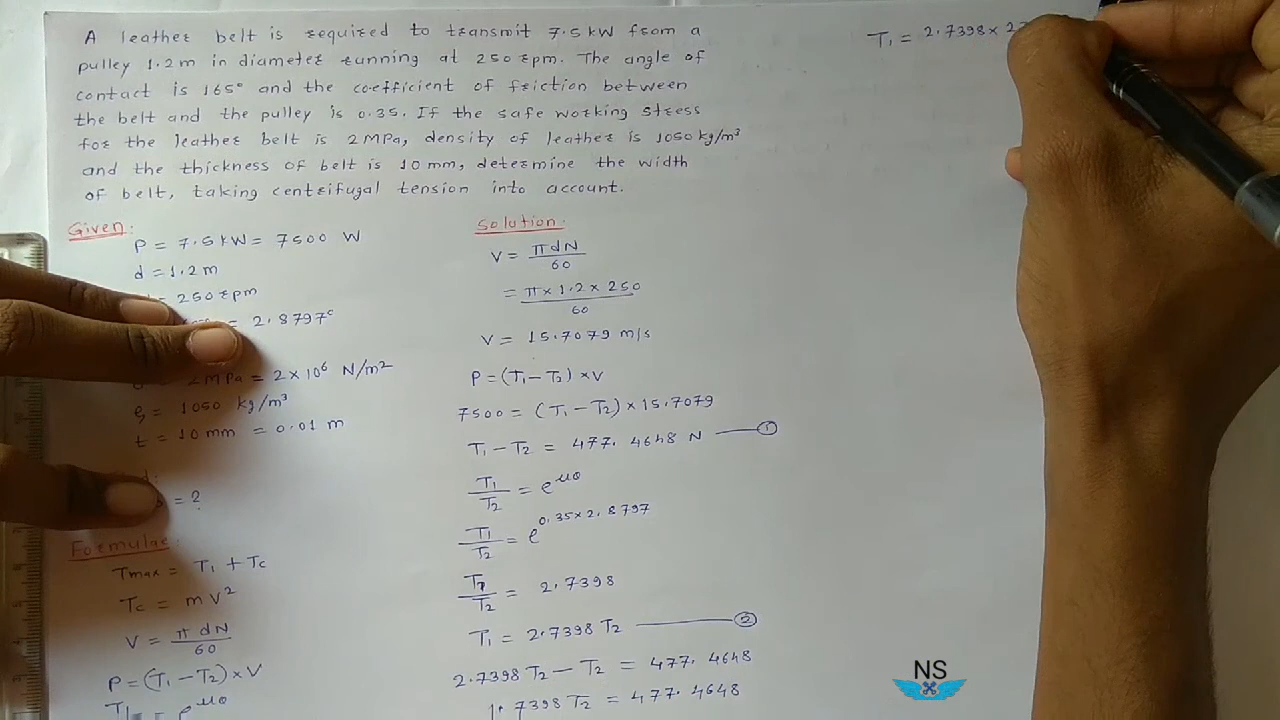 A leather belt is required to transmit 7.5 kW from a
pulley 1.2 m in diameter running at 250 rpm. The angle of
contact is 165° and the coefficient of friction between
the belt and the pulley is 0.35. If the safe working stress
for the leather belt is 2 MPa, density of leather is 1050 kg/m³
and the thickness of belt is 10 mm, determine the width
of belt, taking centrifugal tension into account.
Given:
P = 7.5 kW = 7500 W
d = 1.2 m
= 250 rpm
= 2.8797ᶜ
2 MPa = 2 × 10⁶ N/m²
ρ = 1050 kg/m³
t = 10 mm = 0.01 m
= ?
Formulae:
Tmax = T₁ + Tc
Tc = m v²
V = πdN/60
P = (T₁ - T₂) × V
T₁ = e^μθ
Solution:
V = πdN/60
= π × 1.2 × 250/60
V = 15.7079 m/s
P = (T₁ - T₂) × V
7500 = (T₁ - T₂) × 15.7079
T₁ - T₂ = 477.4648 N — ①
T₁/T₂ = e^μθ
T₁/T₂ = e^0.35×2.8797
T₁/T₂ = 2.7398
T₁ = 2.7398 T₂ — ②
2.7398 T₂ - T₂ = 477.4648
1.7398 T₂ = 477.4648
T₁ = 2.7398 ×
NS